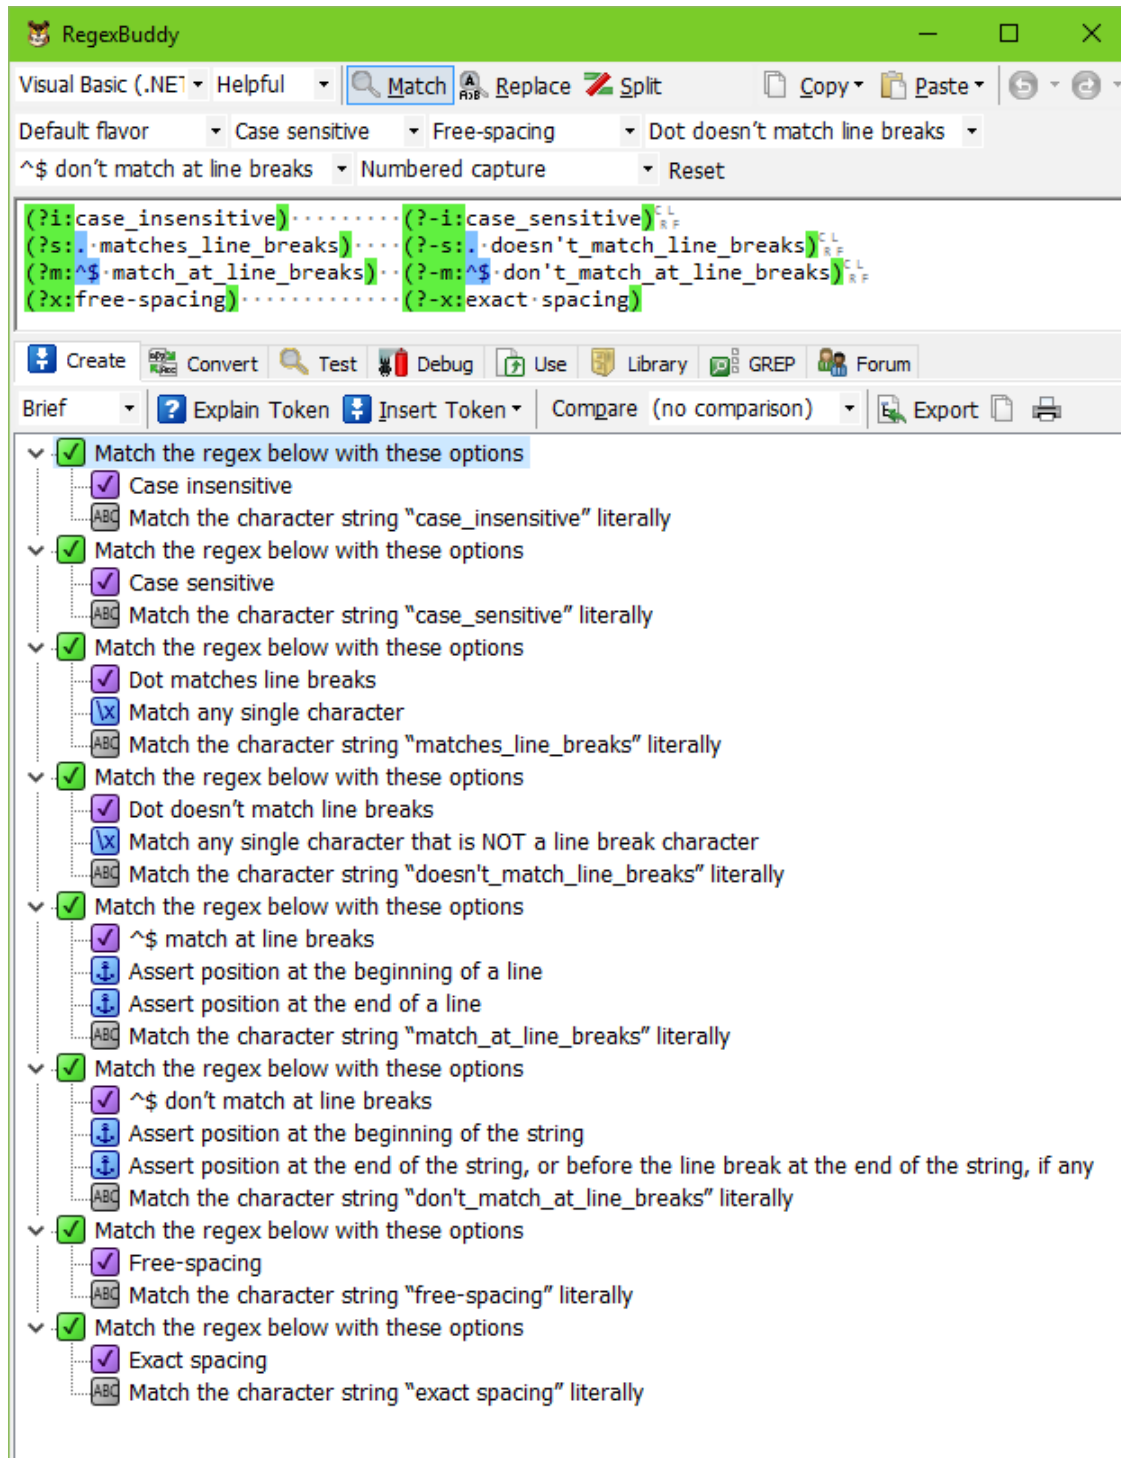 RegexBuddy
Visual Basic (.NET Helpful Match Replace Split Copy Paste
Default flavor Case sensitive Free-spacing Dot doesn't match line breaks
^$ don't match at line breaks Numbered capture Reset
(?i:case_insensitive)·········(?-i:case_sensitive)CRLF
(?s:.·matches_line_breaks)····(?-s:.·doesn't_match_line_breaks)CRLF
(?m:^$·match_at_line_breaks)··(?-m:^$·don't_match_at_line_breaks)CRLF
(?x:free-spacing)·············(?-x:exact·spacing)
Create Convert Test Debug Use Library GREP Forum
Brief Explain Token Insert Token Compare (no comparison) Export
Match the regex below with these options
Case insensitive
ABC Match the character string “case_insensitive” literally
Match the regex below with these options
Case sensitive
ABC Match the character string “case_sensitive” literally
Match the regex below with these options
Dot matches line breaks
\x Match any single character
ABC Match the character string “matches_line_breaks” literally
Match the regex below with these options
Dot doesn't match line breaks
\x Match any single character that is NOT a line break character
ABC Match the character string “doesn't_match_line_breaks” literally
Match the regex below with these options
^$ match at line breaks
Assert position at the beginning of a line
Assert position at the end of a line
ABC Match the character string “match_at_line_breaks” literally
Match the regex below with these options
^$ don't match at line breaks
Assert position at the beginning of the string
Assert position at the end of the string, or before the line break at the end of the string, if any
ABC Match the character string “don't_match_at_line_breaks” literally
Match the regex below with these options
Free-spacing
ABC Match the character string “free-spacing” literally
Match the regex below with these options
Exact spacing
ABC Match the character string “exact spacing” literally